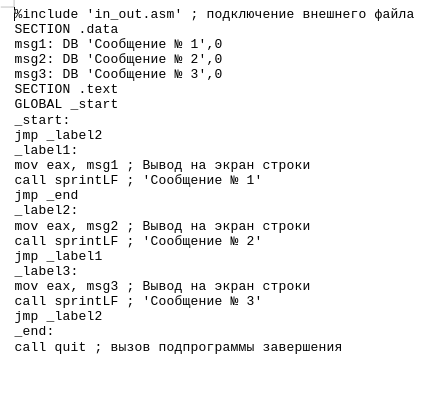 %include 'in_out.asm' ; подключение внешнего файла
SECTION .data
msg1: DB 'Сообщение № 1',0
msg2: DB 'Сообщение № 2',0
msg3: DB 'Сообщение № 3',0
SECTION .text
GLOBAL _start
_start:
jmp _label2
_label1:
mov eax, msg1 ; Вывод на экран строки
call sprintLF ; 'Сообщение № 1'
jmp _end
_label2:
mov eax, msg2 ; Вывод на экран строки
call sprintLF ; 'Сообщение № 2'
jmp _label1
_label3:
mov eax, msg3 ; Вывод на экран строки
call sprintLF ; 'Сообщение № 3'
jmp _label2
_end:
call quit ; вызов подпрограммы завершения